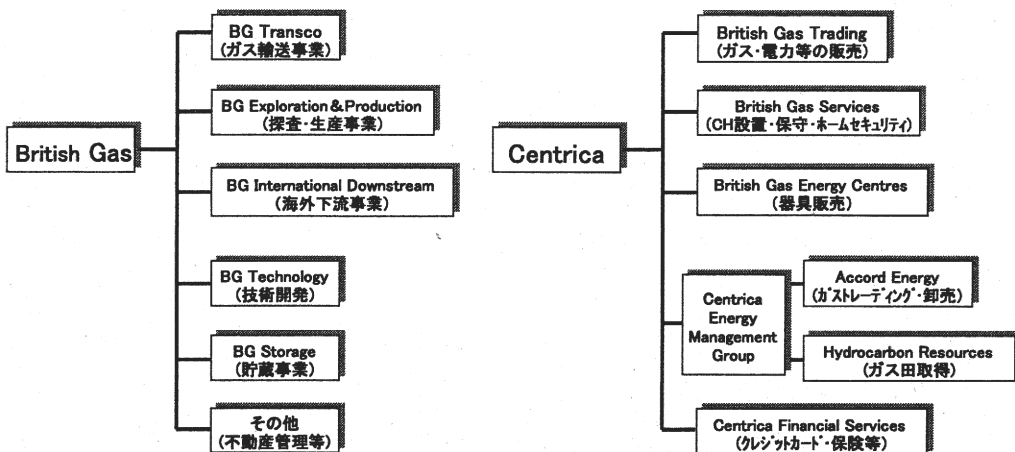 British Gas
BG Transco
(ガス輸送事業)
BG Exploration&Production
(探査・生産事業)
BG International Downstream
(海外下流事業)
BG Technology
(技術開発)
BG Storage
(貯蔵事業)
その他
(不動産管理等)
Centrica
British Gas Trading
(ガス・電力等の販売)
British Gas Services
(CH設置・保守・ホームセキュリティ)
British Gas Energy Centres
(器具販売)
Centrica
Energy
Management
Group
Accord Energy
(ガストレーディング・卸売)
Hydrocarbon Resources
(ガス田取得)
Centrica Financial Services
(クレジットカード・保険等)